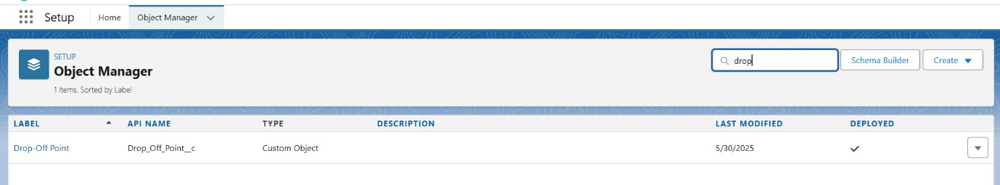 Setup Home Object Manager
SETUP
Object Manager
1 Items. Sorted by Label
drop Schema Builder Create
LABEL API NAME TYPE DESCRIPTION LAST MODIFIED DEPLOYED
Drop-Off Point Drop_Off_Point__c Custom Object 5/30/2025